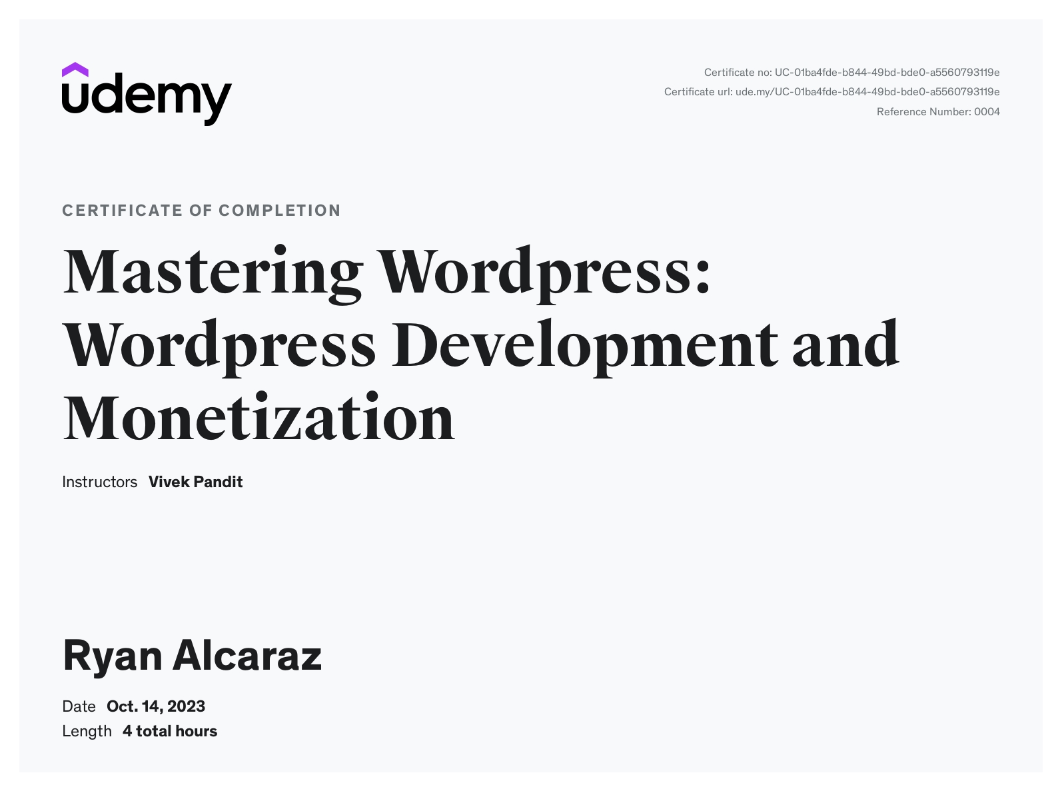 udemy
Certificate no: UC-01ba4fde-b844-49bd-bde0-a5560793119e
Certificate url: ude.my/UC-01ba4fde-b844-49bd-bde0-a5560793119e
Reference Number: 0004
CERTIFICATE OF COMPLETION
Mastering Wordpress:
Wordpress Development and
Monetization
Instructors Vivek Pandit
Ryan Alcaraz
Date Oct. 14, 2023
Length 4 total hours